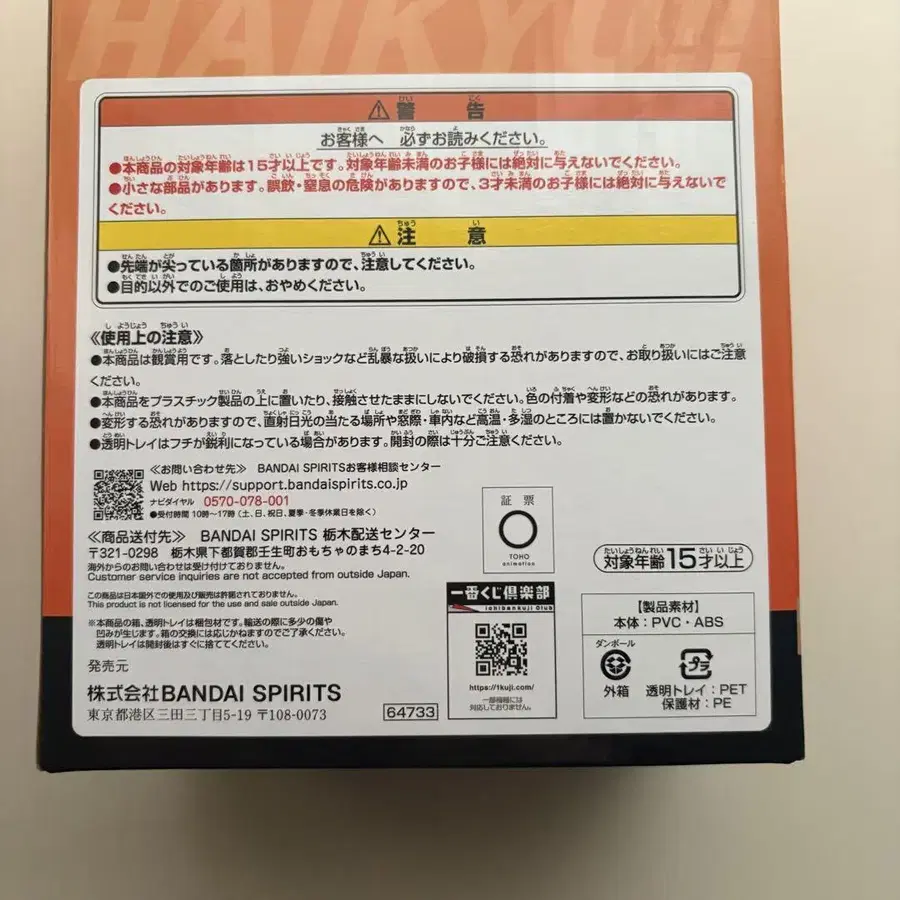 HAIKYU!!
⚠警告
お客様へ 必ずお読みください。
●本商品の対象年齢は15才以上です。対象年齢未満のお子様には絶対に与えないでください。
●小さな部品があります。誤飲・窒息の危険がありますので、3才未満のお子様には絶対に与えないで
ください。
⚠注意
●先端が尖っている箇所がありますので、注意してください。
●目的以外でのご使用は、おやめください。
《使用上の注意》
●本商品は観賞用です。落としたり強いショックなど乱暴な扱いにより破損する恐れがありますので、お取り扱いにはご注意
ください。
●本商品をプラスチック製品の上に置いたり、接触させたままにしないでください。色の付着や変形などの恐れがあります。
●変形する恐れがありますので、直射日光の当たる場所や窓際・車内など高温・多湿のところには置かないでください。
●透明トレイはフチが鋭利になっている場合があります。開封の際は十分ご注意ください。
≪お問い合わせ先≫ BANDAI SPIRITSお客様相談センター
Web https://support.bandaispirits.co.jp
ナビダイヤル 0570-078-001
●受付時間 10時〜17時(土、日、祝日、夏季・冬季休業日を除く)
≪商品送付先≫ BANDAI SPIRITS 栃木配送センター
〒321-0298 栃木県下都賀郡壬生町おもちゃのまち4-2-20
海外からのお問い合わせは受け付けておりません。
Customer service inquiries are not accepted from outside Japan.
この商品は日本国外での使用及び販売は許諾されておりません。
This product is not licensed for the use and sale outside Japan.
※本商品の箱、透明トレイは梱包材です。輸送の際に多少の傷や
凹みが生じます。箱の交換には応じかねますのでご了承ください。
透明トレイは開封後はすぐに捨ててください。
発売元
株式会社BANDAI SPIRITS
東京都港区三田三丁目5-19 〒108-0073
64733
証票
TOHO
animation
一番くじ倶楽部
ichibankuji Club
https://1kuji.com/
一部機種には
対応しておりません。
対象年齢15才以上
【製品素材】
本体:PVC・ABS
ダンボール
外箱
プラ
透明トレイ:PET
保護材:PE